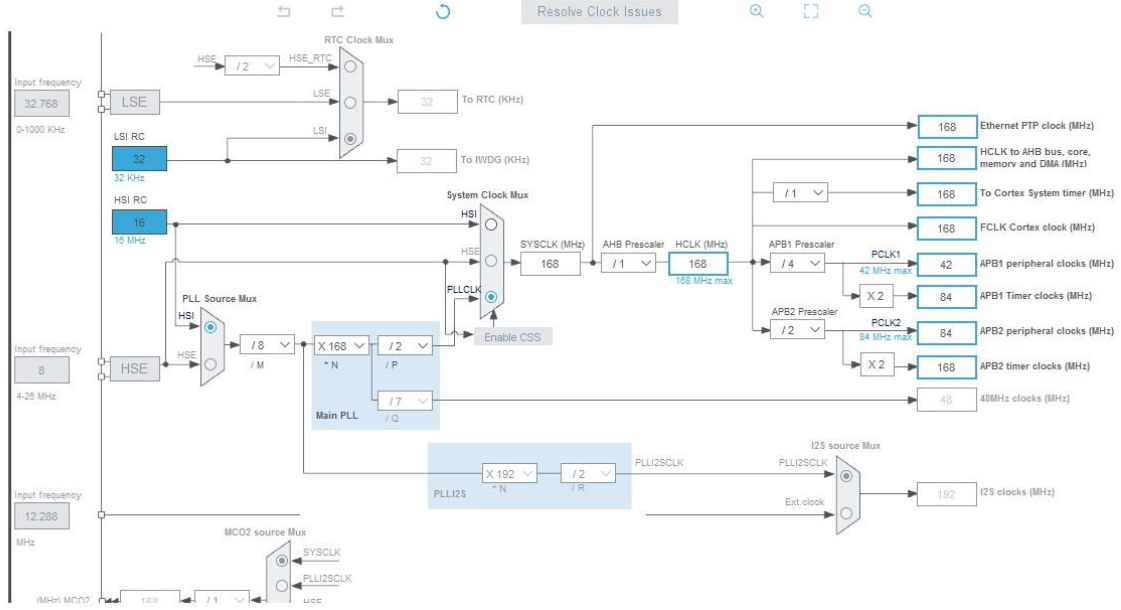 Resolve Clock Issues
RTC Clock Mux
HSE
/ 2
HSE_RTC
Input frequency
32.768
0-1000 KHz
LSE
LSE
32
To RTC (KHz)
LSI RC
32
32 KHz
LSI
32
To IWDG (KHz)
HSI RC
16
16 MHz
System Clock Mux
HSI
HSE
PLLCLK
Enable CSS
SYSCLK (MHz)
168
AHB Prescaler
/ 1
HCLK (MHz)
168
168 MHz max
168
Ethernet PTP clock (MHz)
168
HCLK to AHB bus, core,
memory and DMA (MHz)
/ 1
168
To Cortex System timer (MHz)
168
FCLK Cortex clock (MHz)
APB1 Prescaler
/ 4
PCLK1
42 MHz max
42
APB1 peripheral clocks (MHz)
X 2
84
APB1 Timer clocks (MHz)
APB2 Prescaler
/ 2
PCLK2
84 MHz max
84
APB2 peripheral clocks (MHz)
X 2
168
APB2 timer clocks (MHz)
PLL Source Mux
HSI
HSE
Input frequency
8
4-26 MHz
HSE
/ 8
/ M
X 168
* N
/ 2
/ P
/ 7
/ Q
Main PLL
48
48MHz clocks (MHz)
X 192
* N
/ 2
/ R
PLLI2S
PLLI2SCLK
I2S source Mux
PLLI2SCLK
Ext.clock
192
I2S clocks (MHz)
Input frequency
12.288
MHz
MCO2 source Mux
SYSCLK
PLLI2SCLK
HSE
(MHz) MCO2
168
/ 1